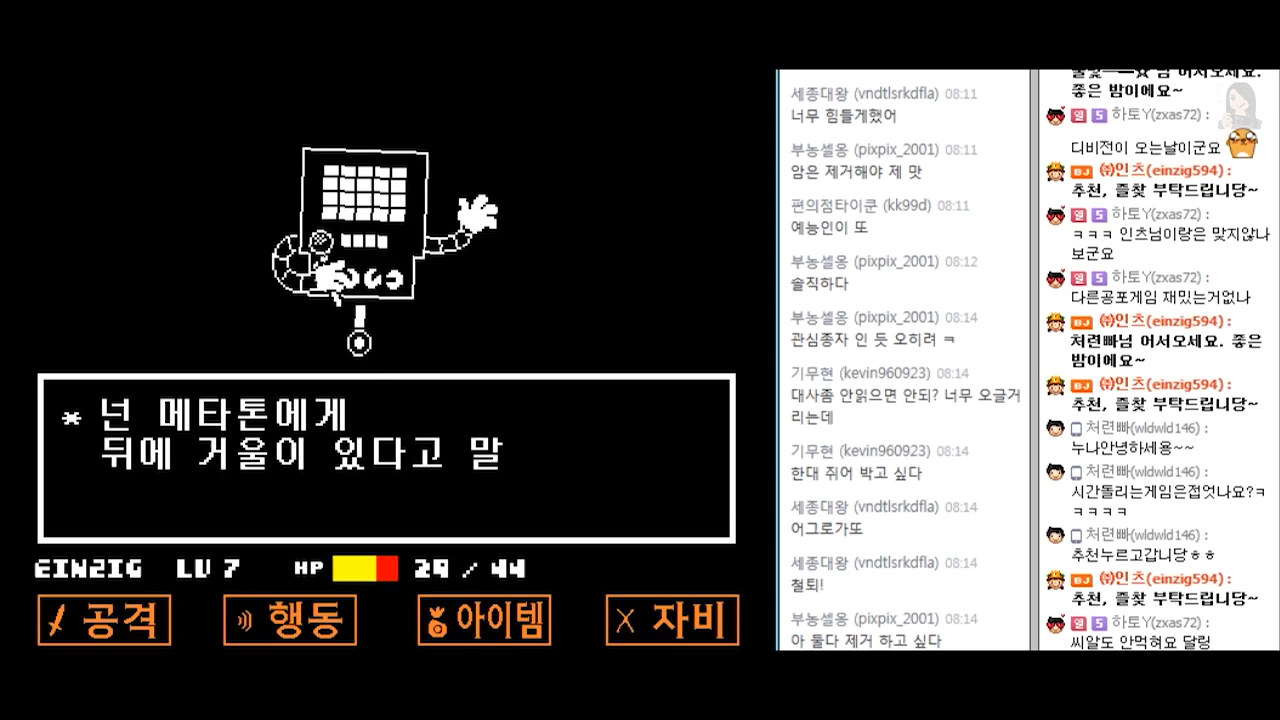 * 넌 메타톤에게
뒤에 거울이 있다고 말
EINZIG LV 7 HP 29 / 44
공격
행동
아이템
자비
세종대왕 (vndtlsrkdfla) 08:11
너무 힘들게했어
부농셀옹 (pixpix_2001) 08:11
암은 제거해야 제 맛
편의점타이쿤 (kk99d) 08:11
예능인이 또
부농셀옹 (pixpix_2001) 08:12
솔직하다
부농셀옹 (pixpix_2001) 08:14
관심종자 인 듯 오히려 ㅋ
기무현 (kevin960923) 08:14
대사좀 안읽으면 안되? 너무 오글거
리는데
기무현 (kevin960923) 08:14
한대 쥐어 박고 싶다
세종대왕 (vndtlsrkdfla) 08:14
어그로가또
세종대왕 (vndtlsrkdfla) 08:14
철퇴!
부농셀옹 (pixpix_2001) 08:14
아 둘다 제거 하고 싶다
님 어서오세요.
좋은 밤이에요~
열 5 하토Y(zxas72) :
디비전이 오는날이군요
BJ ㈜인츠(einzig594) :
추천, 즐찾 부탁드립니당~
열 5 하토Y(zxas72) :
ㅋㅋㅋ 인츠님이랑은 맞지않나
보군요
열 5 하토Y(zxas72) :
다른공포게임 재밌는거없나
BJ ㈜인츠(einzig594) :
처련빠님 어서오세요. 좋은
밤이에요~
BJ ㈜인츠(einzig594) :
추천, 즐찾 부탁드립니당~
처련빠(wldwld146) :
누나안녕하세용~~
처련빠(wldwld146) :
시간돌리는게임은접엇나요?ㅋ
ㅋㅋㅋㅋ
처련빠(wldwld146) :
추천누르고갑니당ㅎㅎ
BJ ㈜인츠(einzig594) :
추천, 즐찾 부탁드립니당~
열 5 하토Y(zxas72) :
씨알도 안먹혀요 달링